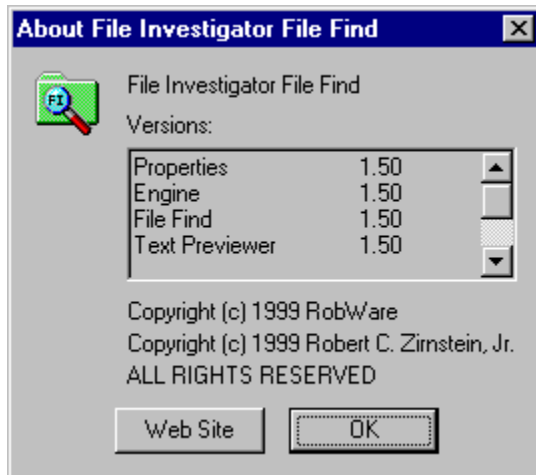 About File Investigator File Find
FI
File Investigator File Find
Versions:
Properties 1.50
Engine 1.50
File Find 1.50
Text Previewer 1.50
Copyright (c) 1999 RobWare
Copyright (c) 1999 Robert C. Zirnstein, Jr.
ALL RIGHTS RESERVED
Web Site OK